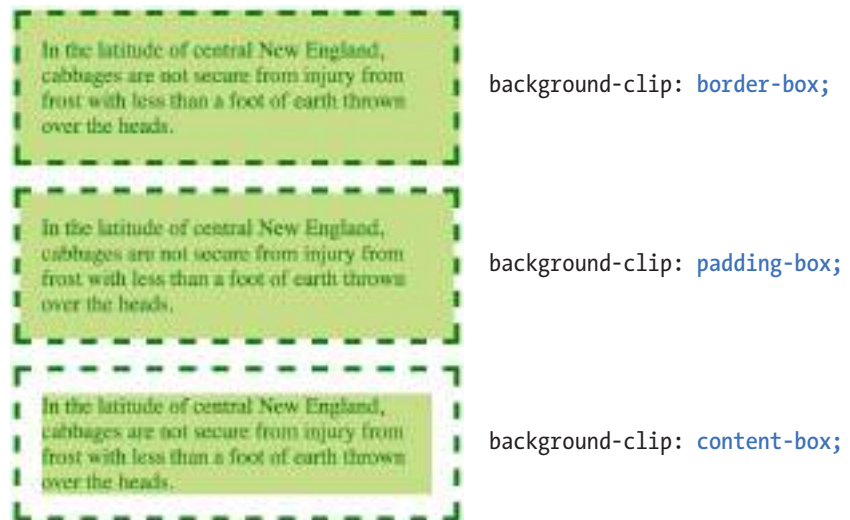 In the latitude of central New England,
cabbages are not secure from injury from
frost with less than a foot of earth thrown
over the heads.
background-clip: border-box;
In the latitude of central New England,
cabbages are not secure from injury from
frost with less than a foot of earth thrown
over the heads.
background-clip: padding-box;
In the latitude of central New England,
cabbages are not secure from injury from
frost with less than a foot of earth thrown
over the heads.
background-clip: content-box;